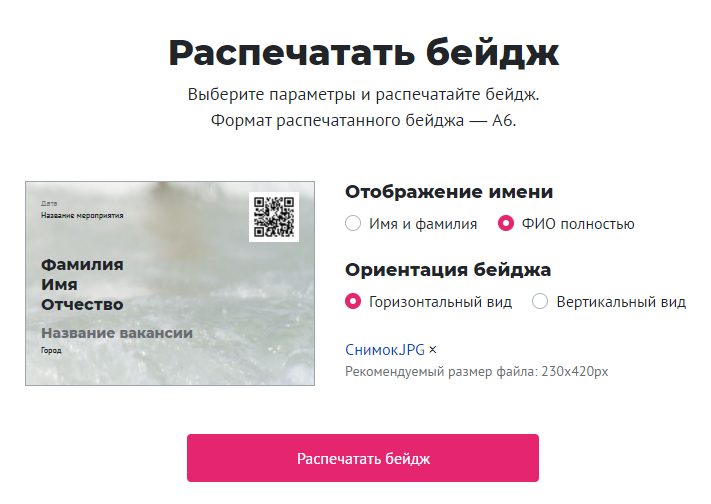 Распечатать бейдж
Выберите параметры и распечатайте бейдж.
Формат распечатанного бейджа — А6.
Дата
Название мероприятия
Фамилия
Имя
Отчество
Название вакансии
Город
Отображение имени
Имя и фамилия
ФИО полностью
Ориентация бейджа
Горизонтальный вид
Вертикальный вид
Снимок.JPG ×
Рекомендуемый размер файла: 230х420px
Распечатать бейдж